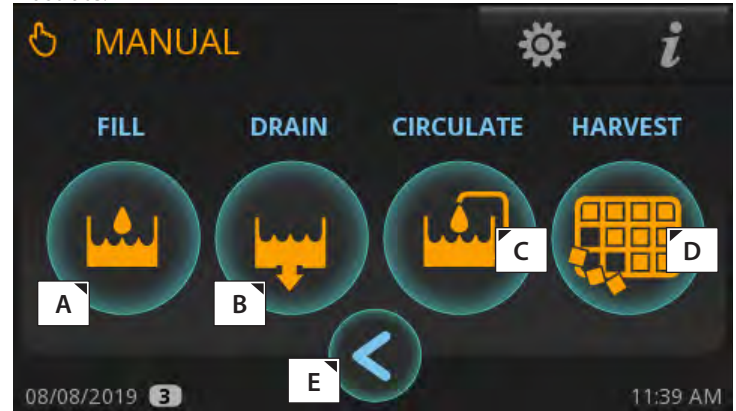 MANUAL i
FILL DRAIN CIRCULATE HARVEST
A B C D
E
08/08/2019 3 11:39 AM